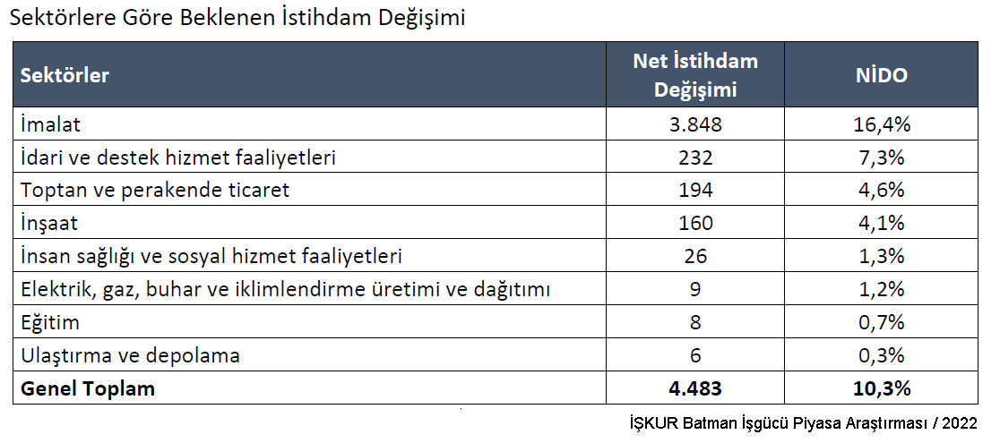 Sektörlere Göre Beklenen İstihdam Değişimi
Sektörler Net İstihdam Değişimi NİDO
İmalat 3.848 16,4%
İdari ve destek hizmet faaliyetleri 232 7,3%
Toptan ve perakende ticaret 194 4,6%
İnşaat 160 4,1%
İnsan sağlığı ve sosyal hizmet faaliyetleri 26 1,3%
Elektrik, gaz, buhar ve iklimlendirme üretimi ve dağıtımı 9 1,2%
Eğitim 8 0,7%
Ulaştırma ve depolama 6 0,3%
Genel Toplam 4.483 10,3%
İŞKUR Batman İşgücü Piyasa Araştırması / 2022